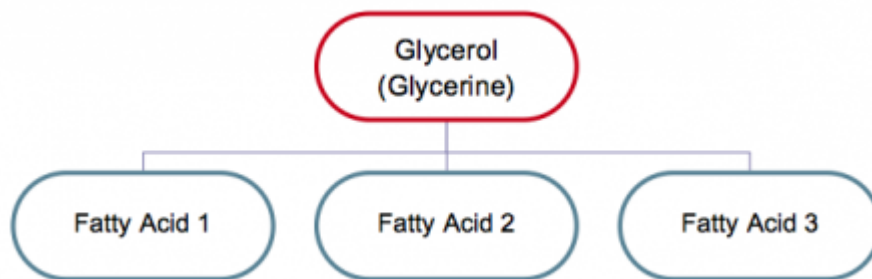 Glycerol
(Glycerine)
Fatty Acid 1
Fatty Acid 2
Fatty Acid 3